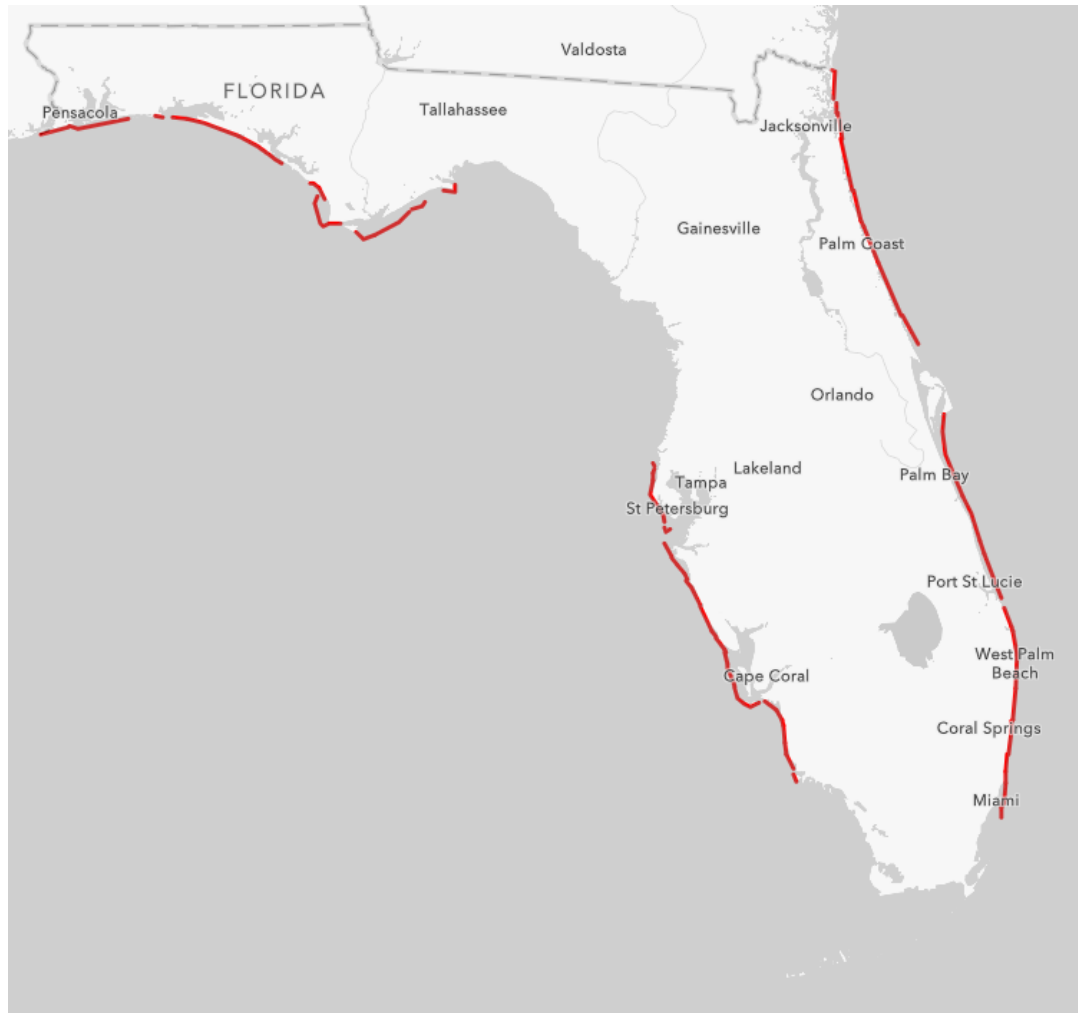 Valdosta
FLORIDA
Pensacola
Tallahassee
Jacksonville
Gainesville
Palm Coast
Orlando
Lakeland
Palm Bay
Tampa
St Petersburg
Port St Lucie
West Palm
Beach
Cape Coral
Coral Springs
Miami